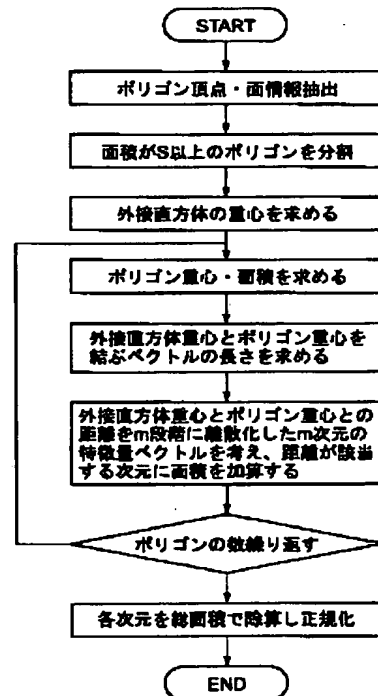 START
ポリゴン頂点・面情報抽出
面積がS以上のポリゴンを分割
外接直方体の重心を求める
ポリゴン重心・面積を求める
外接直方体重心とポリゴン重心を
結ぶベクトルの長さを求める
外接直方体重心とポリゴン重心との
距離をm段階に離散化したm次元の
特徴量ベクトルを考え、距離が該当
する次元に面積を加算する
ポリゴンの数繰り返す
各次元を総面積で除算し正規化
END